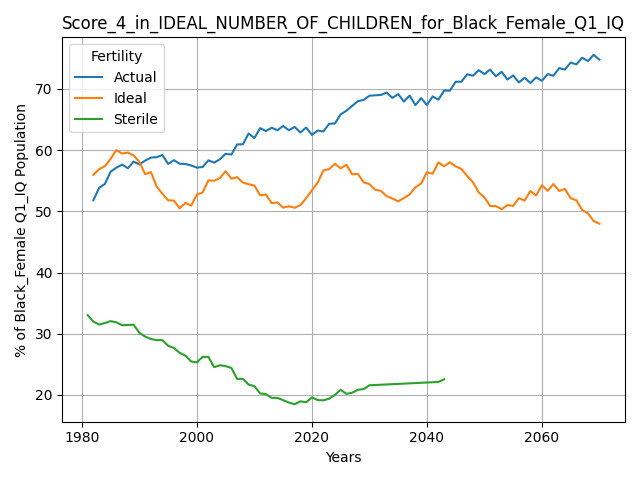 Score_4_in_IDEAL_NUMBER_OF_CHILDREN_for_Black_Female_Q1_IQ
Fertility
Actual
Ideal
Sterile
% of Black_Female Q1_IQ Population
70
60
50
40
30
20
1980
2000
2020
2040
2060
Years